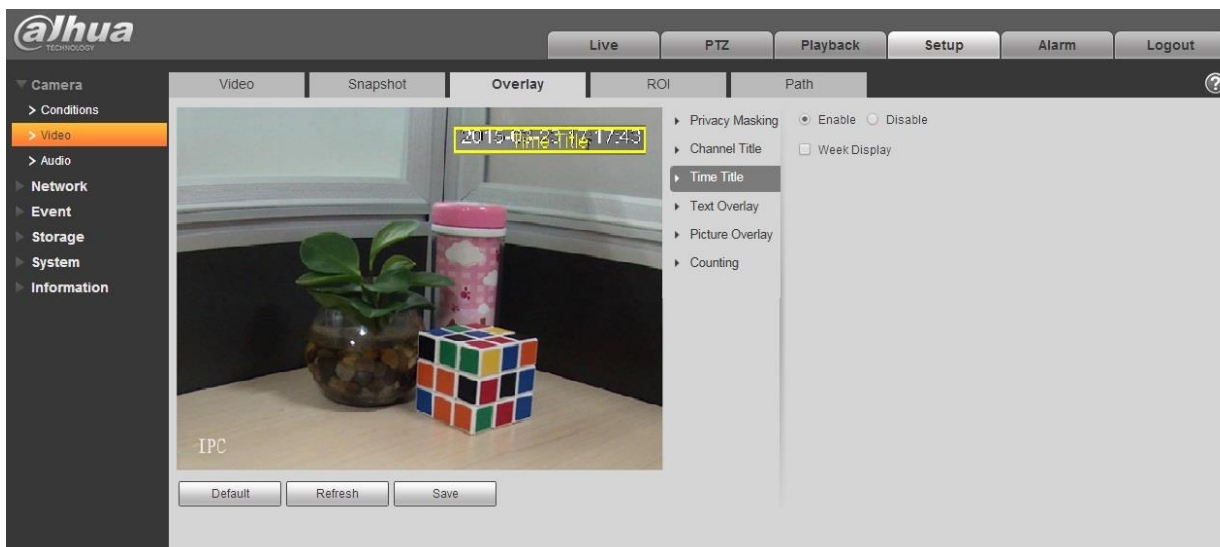 alhua
TECHNOLOGY
Live PTZ Playback Setup Alarm Logout
Camera
> Conditions
> Video
> Audio
Network
Event
Storage
System
Information
Video Snapshot Overlay ROI Path
?
Time Title
IPC
Default Refresh Save
Privacy Masking
Channel Title
Time Title
Text Overlay
Picture Overlay
Counting
Enable Disable
Week Display